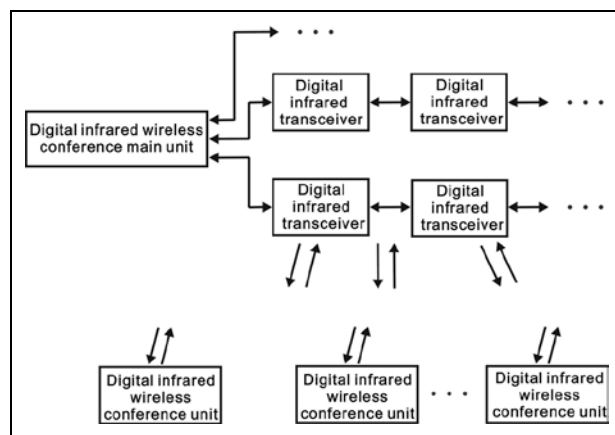 . . .
Digital
infrared
transceiver
Digital
infrared
transceiver
. . .
Digital infrared wireless
conference main unit
Digital
infrared
transceiver
Digital
infrared
transceiver
. . .
Digital infrared
wireless
conference unit
Digital infrared
wireless
conference unit
. . .
Digital infrared
wireless
conference unit